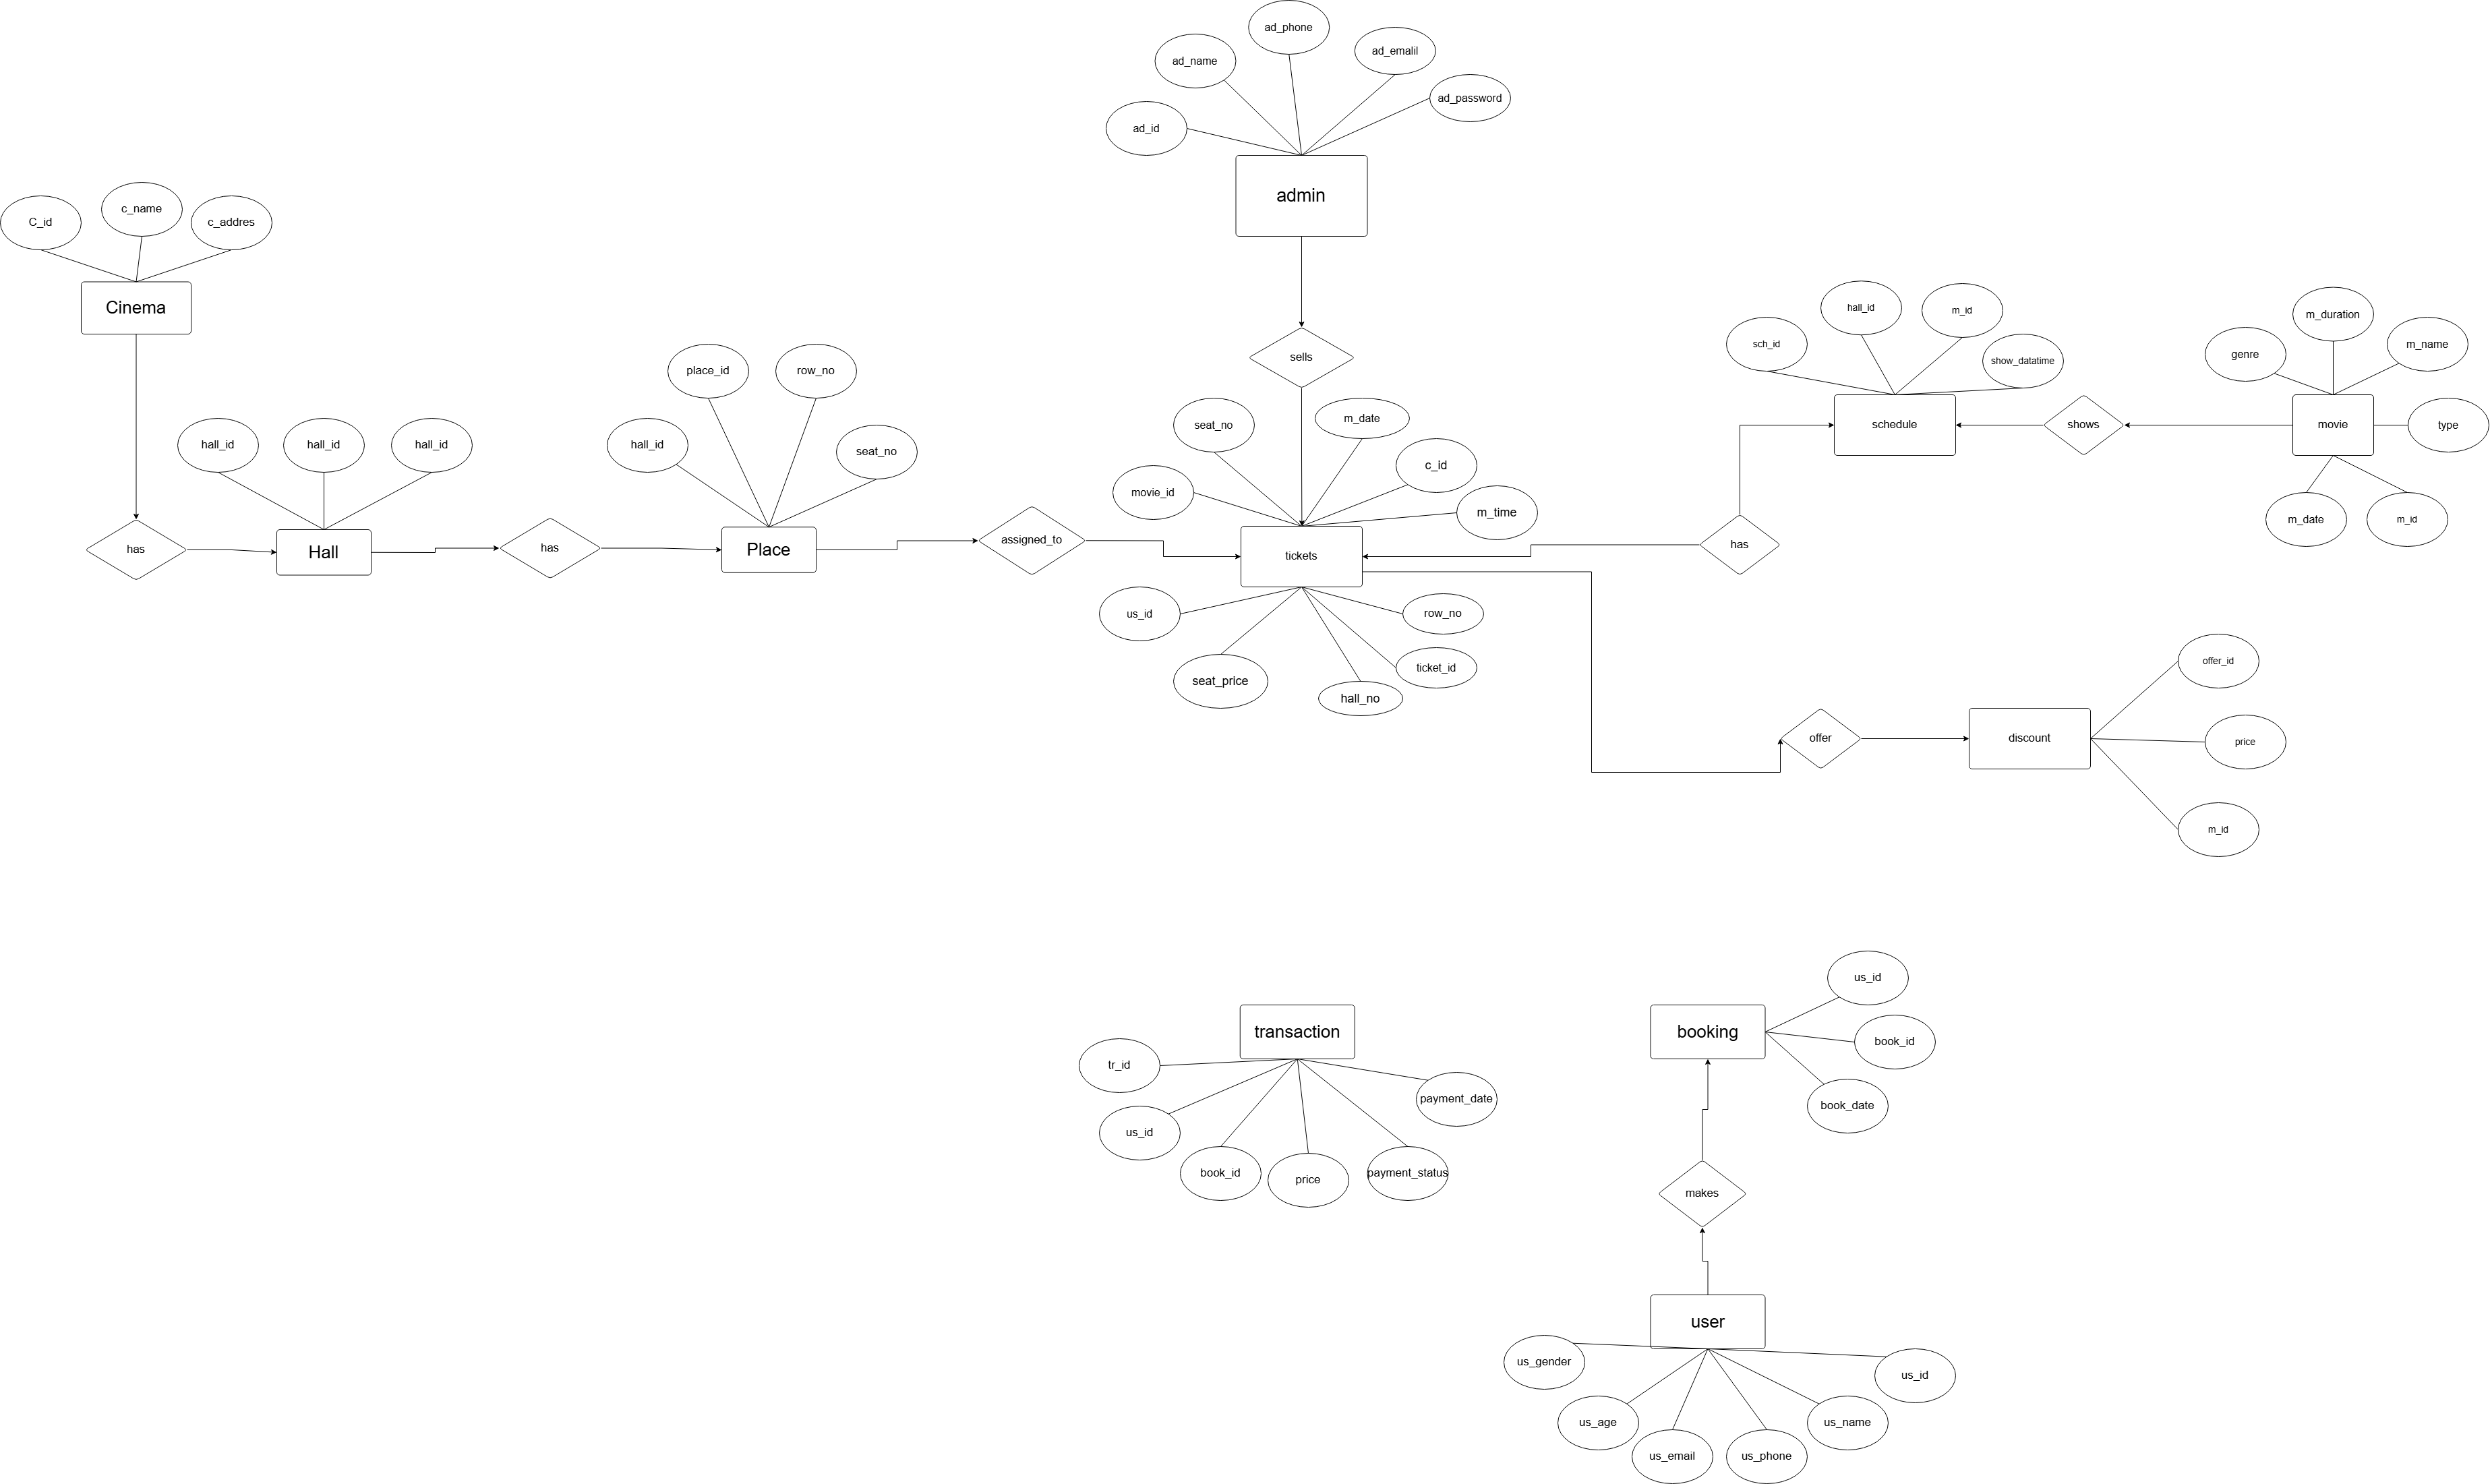 ad_phone
ad_emalil
ad_name
ad_password
ad_id
admin
C_id
c_name
c_addres
Cinema
sells
hall_id
m_id
sch_id
show_datatime
schedule
shows
m_duration
genre
m_name
movie
type
m_date
m_id
place_id
row_no
hall_id
seat_no
hall_id
hall_id
hall_id
has
Hall
has
Place
assigned_to
seat_no
m_date
c_id
movie_id
m_time
tickets
has
us_id
row_no
ticket_id
seat_price
hall_no
offer
discount
offer_id
price
m_id
transaction
tr_id
us_id
book_id
price
payment_status
payment_date
booking
us_id
book_id
book_date
makes
user
us_gender
us_id
us_age
us_name
us_email
us_phone